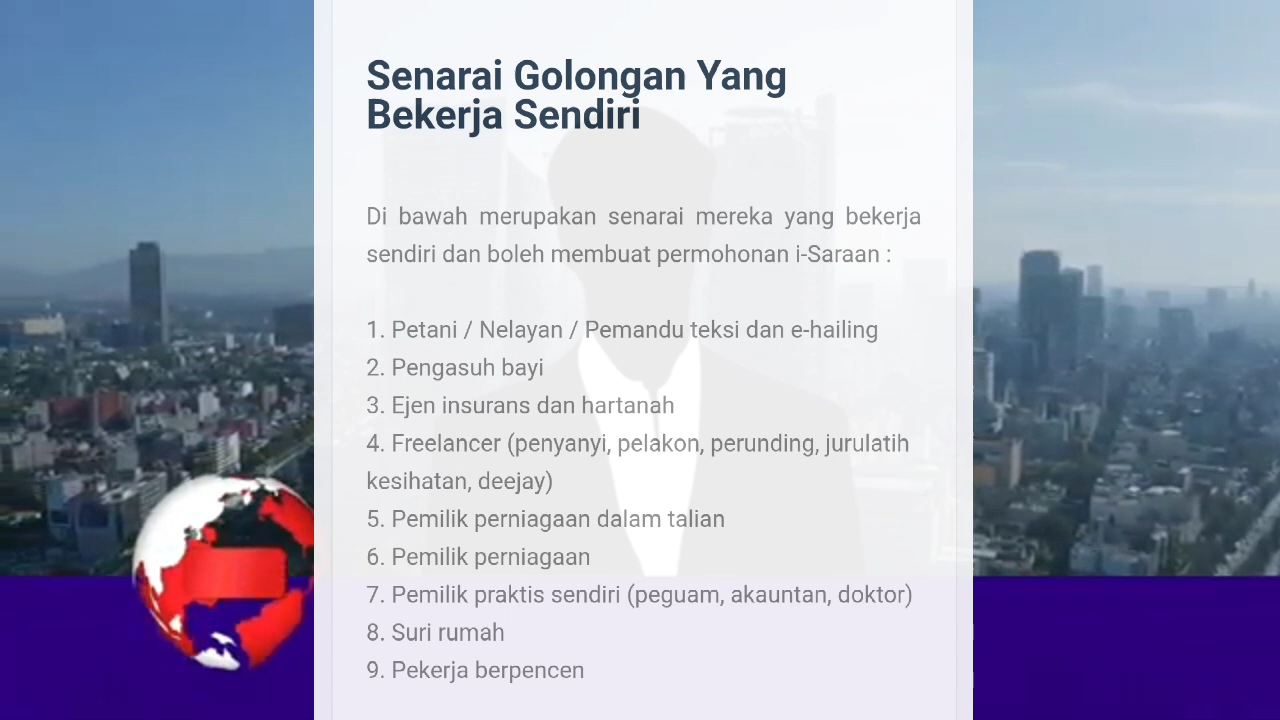 Senarai Golongan Yang
Bekerja Sendiri
Di bawah merupakan senarai mereka yang bekerja
sendiri dan boleh membuat permohonan i-Saraan :
1. Petani / Nelayan / Pemandu teksi dan e-hailing
2. Pengasuh bayi
3. Ejen insurans dan hartanah
4. Freelancer (penyanyi, pelakon, perunding, jurulatih
kesihatan, deejay)
5. Pemilik perniagaan dalam talian
6. Pemilik perniagaan
7. Pemilik praktis sendiri (peguam, akauntan, doktor)
8. Suri rumah
9. Pekerja berpencen